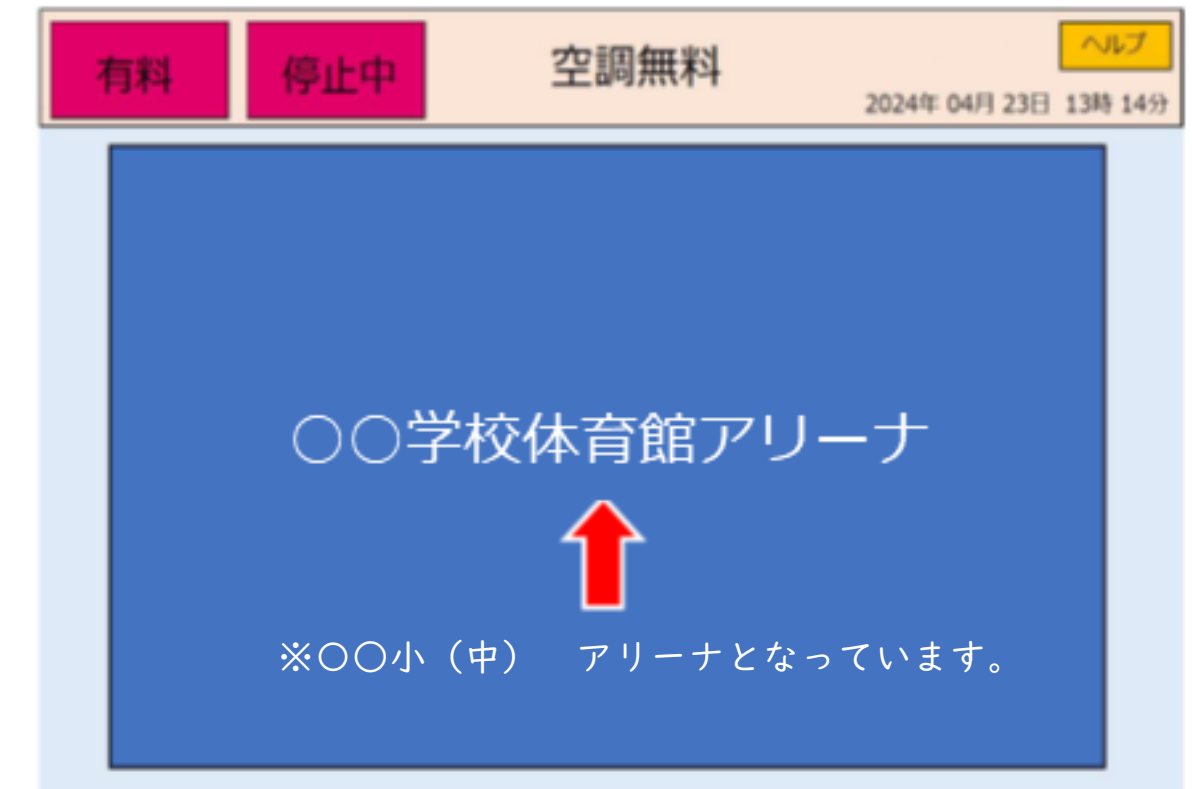 有料 停止中 空調無料 ヘルプ
2024年 04月 23日 13時 14分
○○学校体育館アリーナ
※○○小（中）　アリーナとなっています。